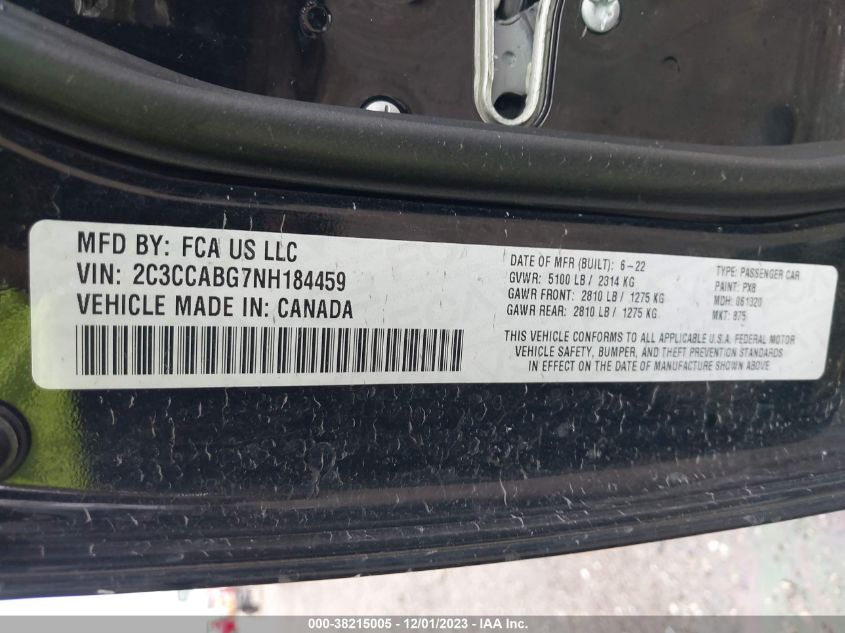 MFD BY: FCA US LLC
VIN: 2C3CCABG7NH184459
VEHICLE MADE IN: CANADA
DATE OF MFR (BUILT): 6-22
GVWR: 5100 LB / 2314 KG
GAWR FRONT: 2810 LB / 1275 KG
GAWR REAR: 2810 LB / 1275 KG
TYPE: PASSENGER CAR
PAINT: PX8
MDH: 061320
MKT: 875
THIS VEHICLE CONFORMS TO ALL APPLICABLE U.S.A. FEDERAL MOTOR
VEHICLE SAFETY, BUMPER, AND THEFT PREVENTION STANDARDS
IN EFFECT ON THE DATE OF MANUFACTURE SHOWN ABOVE
000-38215005 - 12/01/2023 - IAA Inc.